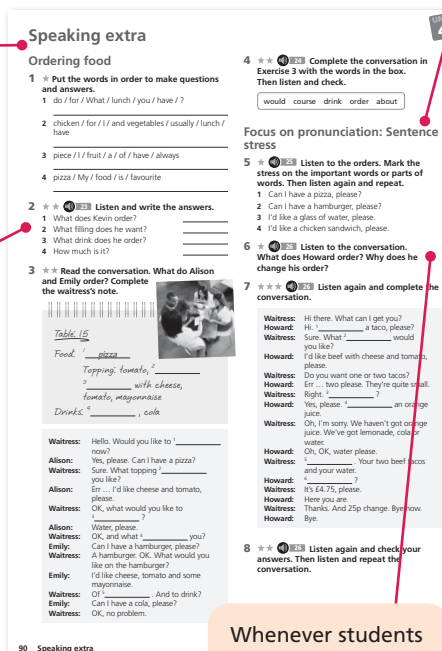 Speaking extra
Ordering food
1 ★ Put the words in order to make questions
and answers.
1 do / for / What / lunch / you / have / ?
2 chicken / for / I / and vegetables / usually / lunch /
have
3 piece / I / fruit / a / of / have / always
4 pizza / My / food / is / favourite
2 ★★ 23 Listen and write the answers.
1 What does Kevin order?
2 What filling does he want?
3 What drink does he order?
4 How much is it?
3 ★★ Read the conversation. What do Alison
and Emily order? Complete
the waitress's note.
Table: 15
Food: 1 pizza
Topping: tomato, 2
3 with cheese,
tomato, mayonnaise
Drinks: 4 , cola
Waitress: Hello. Would you like to 1
now?
Alison: Yes, please. Can I have a pizza?
Waitress: Sure. What topping 2
you like?
Alison: Err … I'd like cheese and tomato,
please.
Waitress: OK, what would you like to
3 ?
Alison: Water, please.
Waitress: OK, and what 4 you?
Emily: Can I have a hamburger, please?
Waitress: A hamburger. OK. What would you
like on the hamburger?
Emily: I'd like cheese, tomato and some
mayonnaise.
Waitress: Of 5 . And to drink?
Emily: Can I have a cola, please?
Waitress: OK, no problem.
90 Speaking extra
4 ★★ 24 Complete the conversation in
Exercise 3 with the words in the box.
Then listen and check.
would course drink order about
Focus on pronunciation: Sentence
stress
5 ★ 25 Listen to the orders. Mark the
stress on the important words or parts of
words. Then listen again and repeat.
1 Can I have a pizza, please?
2 Can I have a hamburger, please?
3 I'd like a glass of water, please.
4 I'd like a chicken sandwich, please.
6 ★ 26 Listen to the conversation.
What does Howard order? Why does he
change his order?
7 ★★★ 26 Listen again and complete the
conversation.
Waitress: Hi there. What can I get you?
Howard: Hi. 1 a taco, please?
Waitress: Sure. What 2 would
you like?
Howard: I'd like beef with cheese and tomato,
please.
Waitress: Do you want one or two tacos?
Howard: Err … two please. They're quite small.
Waitress: Right. 3 ?
Howard: Yes, please. 4 an orange
juice.
Waitress: Oh, I'm sorry. We haven't got orange
juice. We've got lemonade, cola or
water.
Howard: Oh, OK, water please.
Waitress: 5 . Your two beef tacos
and your water.
Howard: 6 ?
Waitress: It's £4.75, please.
Howard: Here you are.
Waitress: Thanks. And 25p change. Bye now.
Howard: Bye.
8 ★★ 26 Listen again and check your
answers. Then listen and repeat the
conversation.
Whenever students